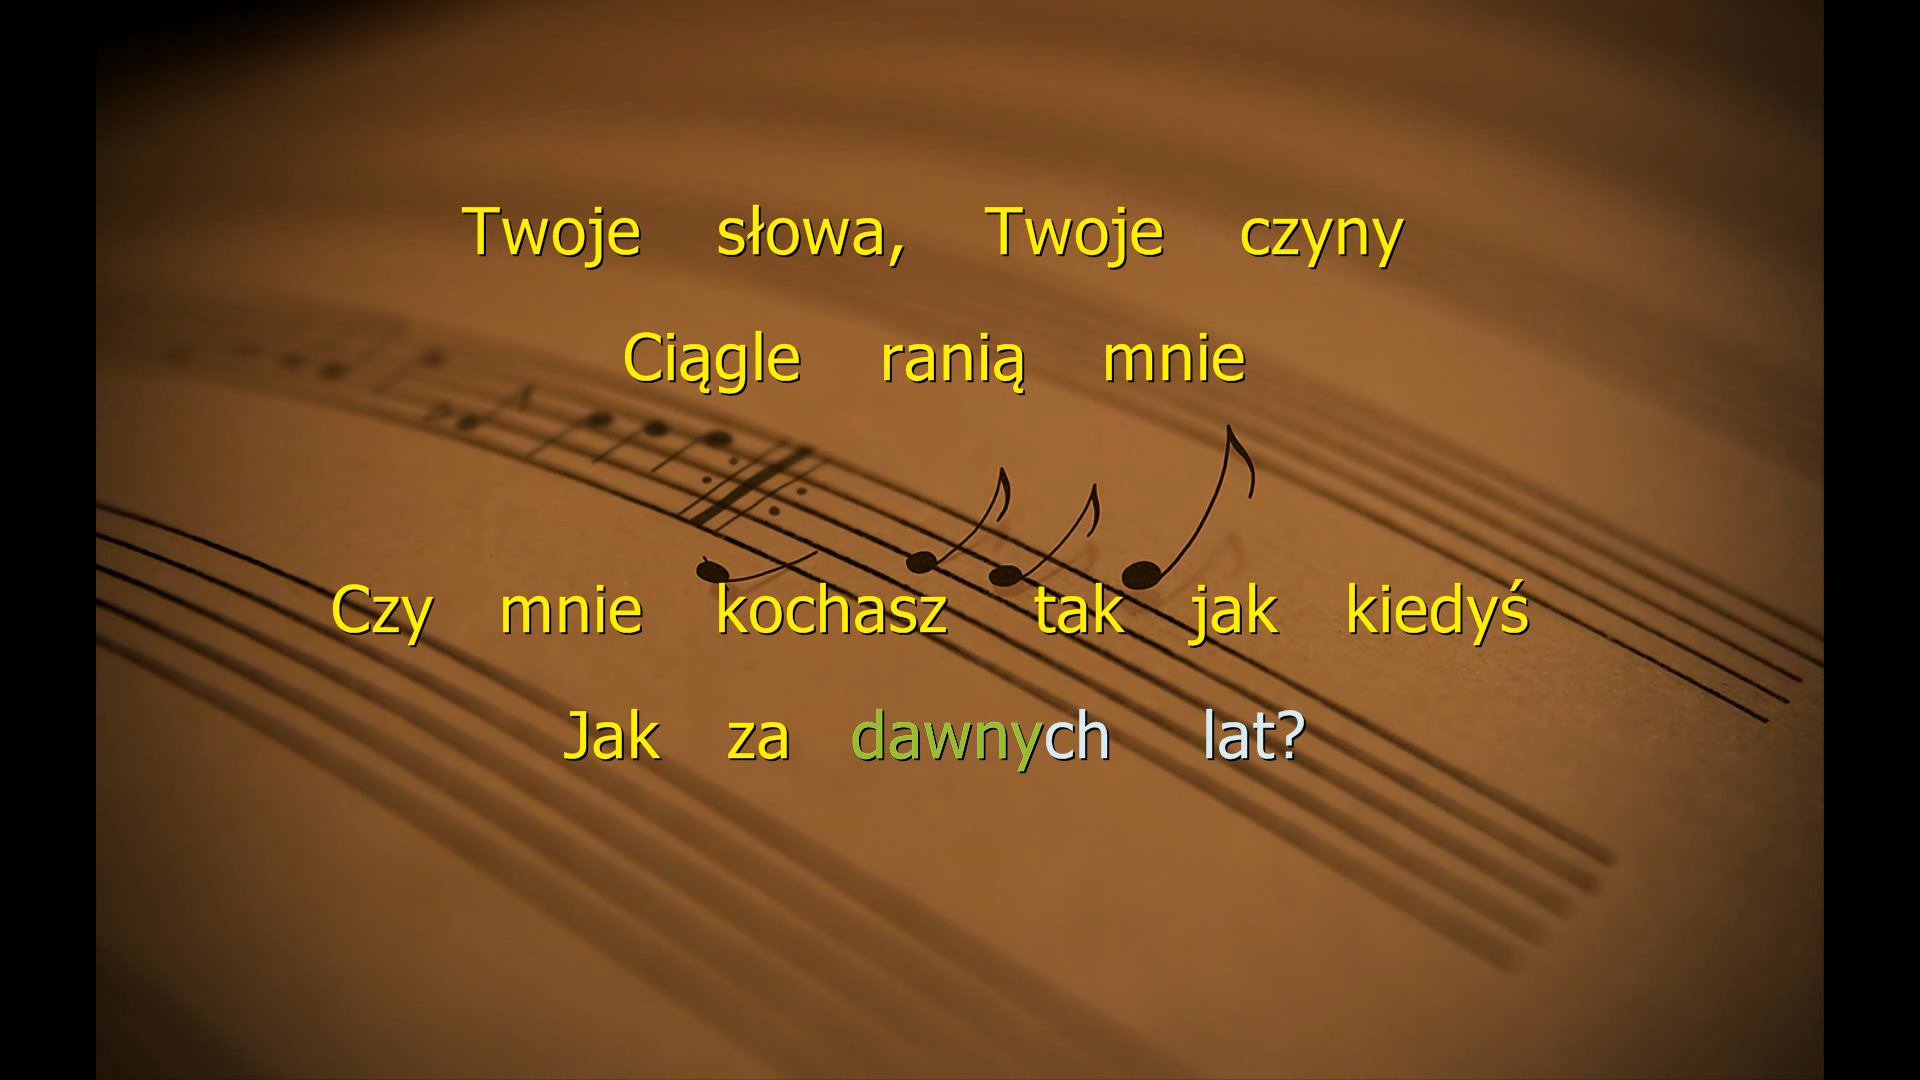 Twoje słowa, Twoje czyny
Ciągle ranią mnie
Czy mnie kochasz tak jak kiedyś
Jak za dawnych lat?